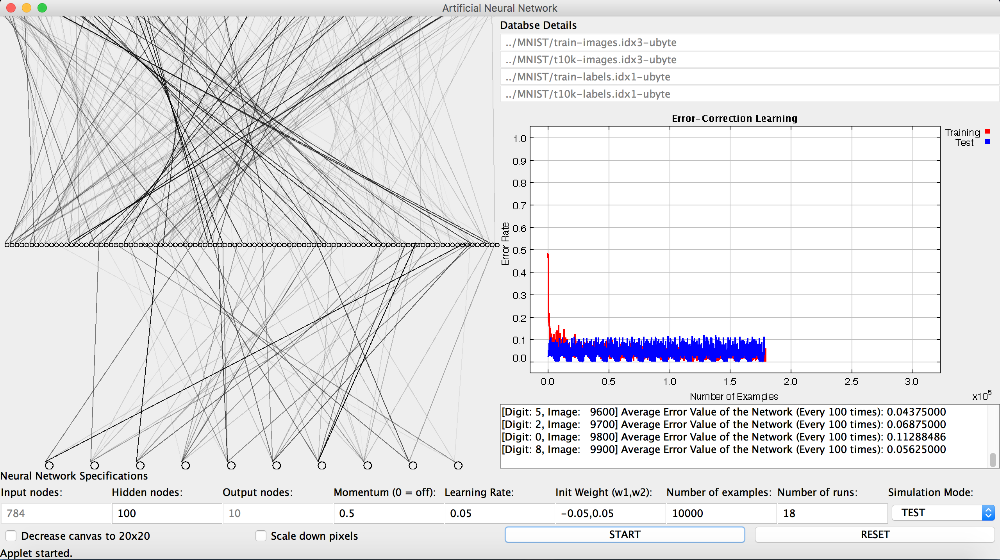 Artificial Neural Network
Databse Details
../MNIST/train-images.idx3-ubyte
../MNIST/t10k-images.idx3-ubyte
../MNIST/train-labels.idx1-ubyte
../MNIST/t10k-labels.idx1-ubyte
Error-Correction Learning
Training
Test
1.0
0.9
0.8
0.7
0.6
0.5
0.4
0.3
0.2
0.1
0.0
Error Rate
0.0 0.5 1.0 1.5 2.0 2.5 3.0
Number of Examples
x10⁵
[Digit: 5, Image: 9600] Average Error Value of the Network (Every 100 times): 0.04375000
[Digit: 2, Image: 9700] Average Error Value of the Network (Every 100 times): 0.06875000
[Digit: 0, Image: 9800] Average Error Value of the Network (Every 100 times): 0.11288486
[Digit: 8, Image: 9900] Average Error Value of the Network (Every 100 times): 0.05625000
Neural Network Specifications
Input nodes: Hidden nodes: Output nodes: Momentum (0 = off): Learning Rate: Init Weight (w1,w2): Number of examples: Number of runs: Simulation Mode:
784 100 10 0.5 0.05 -0.05,0.05 10000 18 TEST
Decrease canvas to 20x20 Scale down pixels START RESET
Applet started.